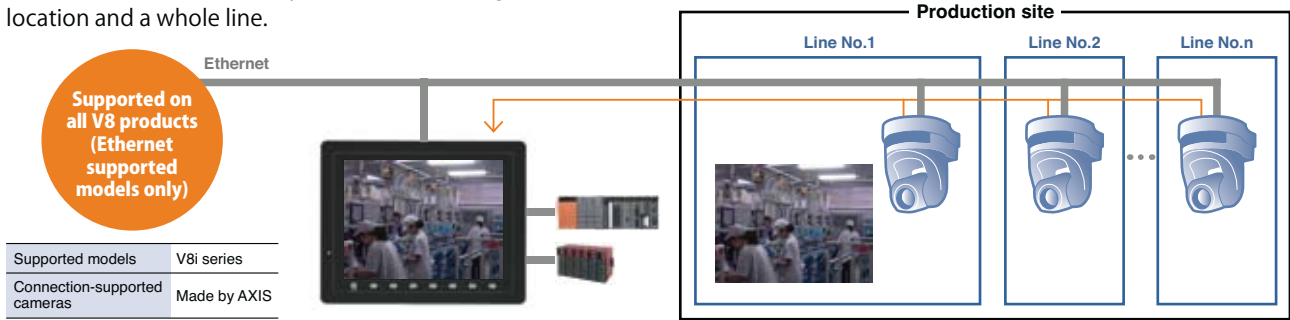 location and a whole line.
Production site
Line No.1
Line No.2
Line No.n
Ethernet
Supported on
all V8 products
(Ethernet
supported
models only)
Supported models V8i series
Connection-supported
cameras
Made by AXIS